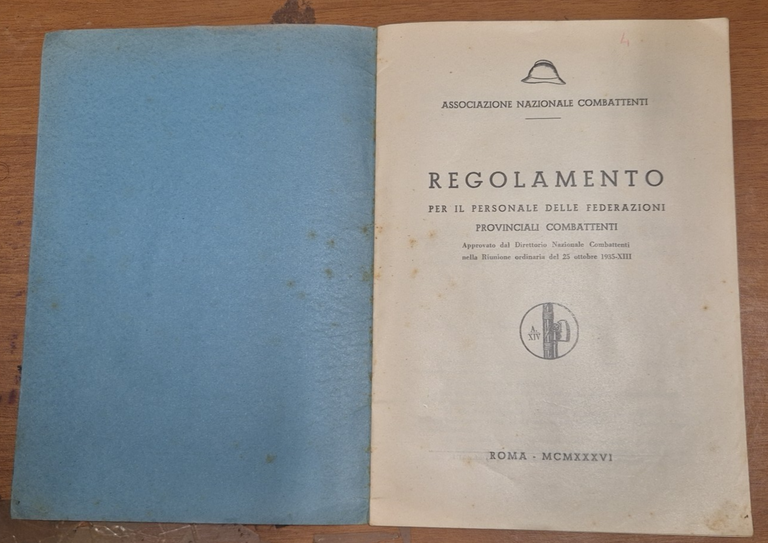 4
ASSOCIAZIONE NAZIONALE COMBATTENTI
REGOLAMENTO
PER IL PERSONALE DELLE FEDERAZIONI
PROVINCIALI COMBATTENTI
Approvato dal Direttorio Nazionale Combattenti
nella Riunione ordinaria del 25 ottobre 1935-XIII
A.
XIV
ROMA - MCMXXXVI